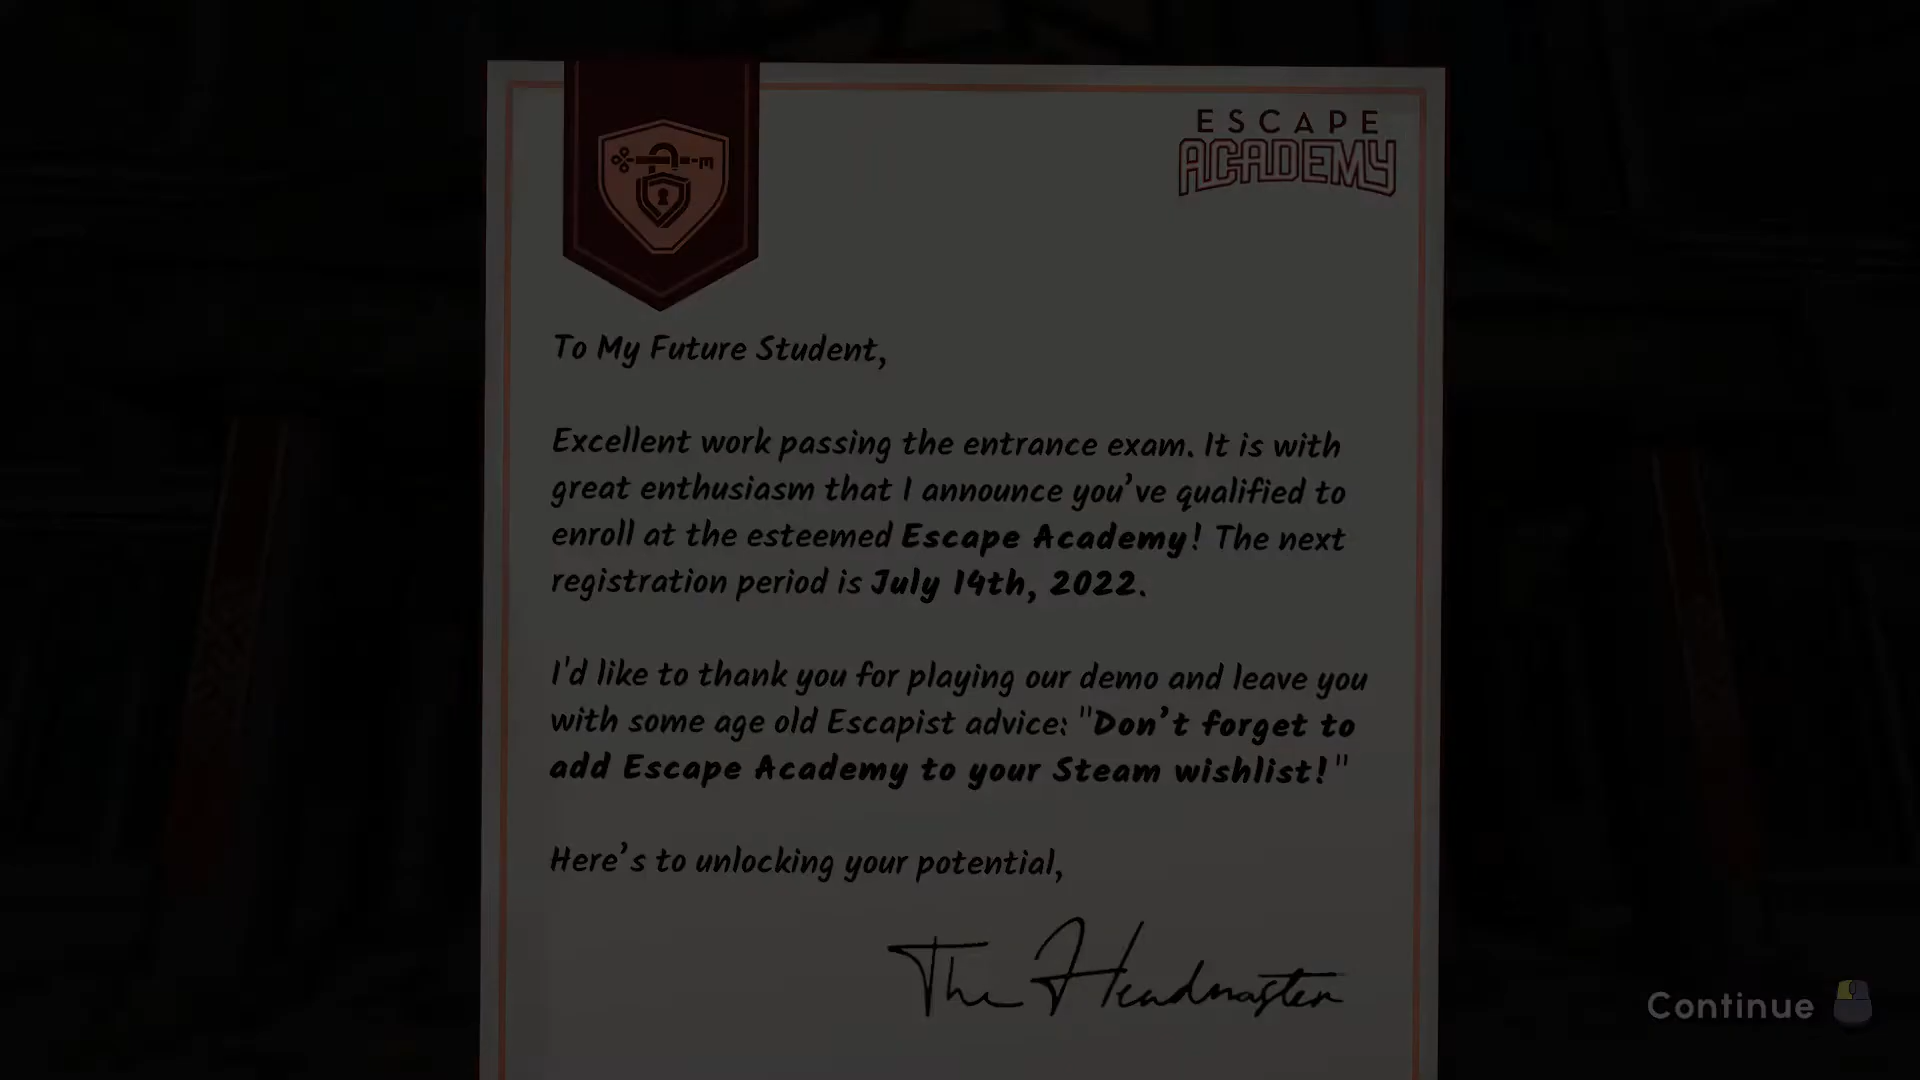 ESCAPE
ACADEMY
To My Future Student,
Excellent work passing the entrance exam. It is with
great enthusiasm that I announce you’ve qualified to
enroll at the esteemed Escape Academy! The next
registration period is July 14th, 2022.
I'd like to thank you for playing our demo and leave you
with some age old Escapist advice: "Don’t forget to
add Escape Academy to your Steam wishlist!"
Here’s to unlocking your potential,
The Headmaster
Continue